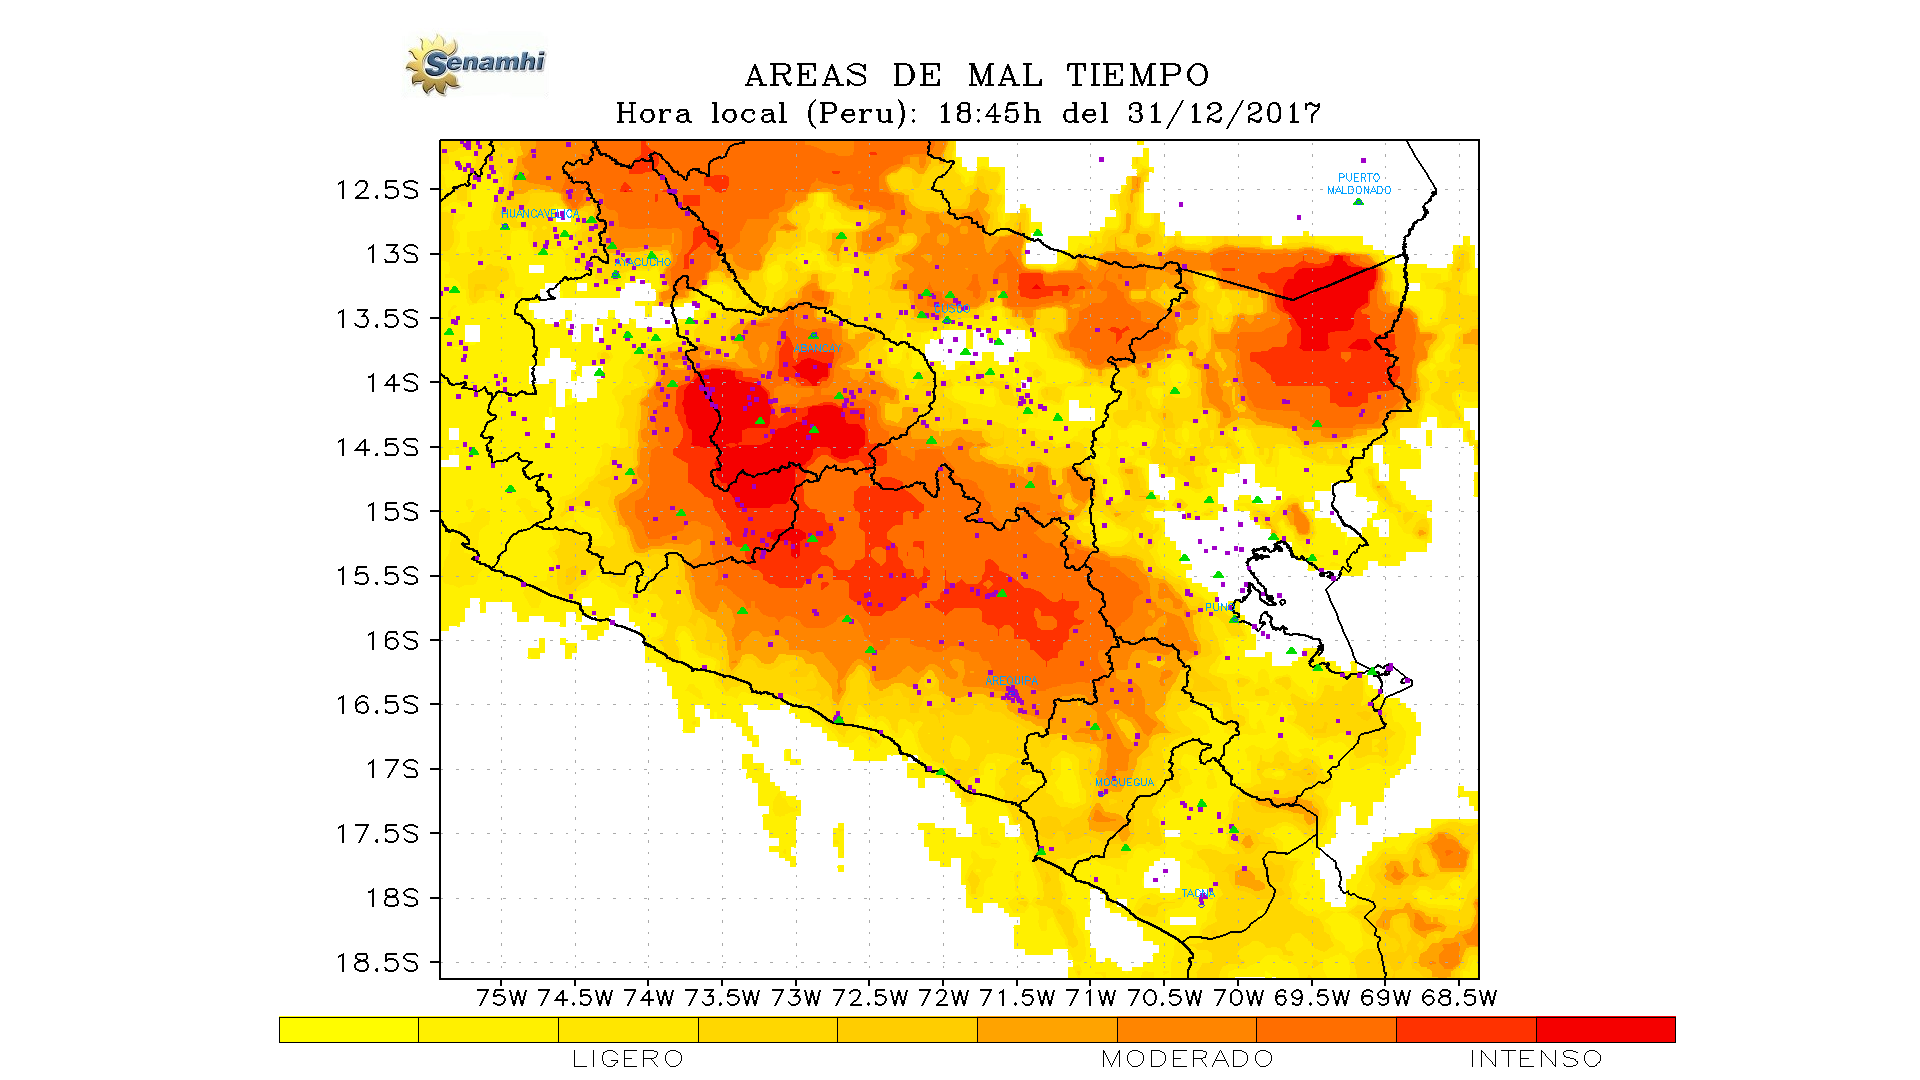 Senamhi
AREAS DE MAL TIEMPO
Hora local (Peru): 18:45h del 31/12/2017
12.5S
13S
13.5S
14S
14.5S
15S
15.5S
16S
16.5S
17S
17.5S
18S
18.5S
PUERTO
MALDONADO
HUANCAVELICA
AYACUCHO
CUSCO
ABANCAY
PUNO
AREQUIPA
MOQUEGUA
TACNA
75W 74.5W 74W 73.5W 73W 72.5W 72W 71.5W 71W 70.5W 70W 69.5W 69W 68.5W
LIGERO MODERADO INTENSO